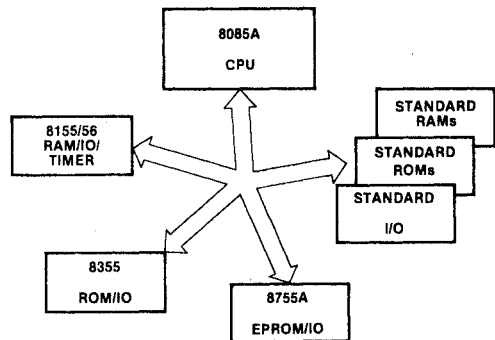 8085A
CPU
8155/56
RAM/IO/
TIMER
STANDARD
RAMs
STANDARD
ROMs
STANDARD
I/O
8355
ROM/IO
8755A
EPROM/IO